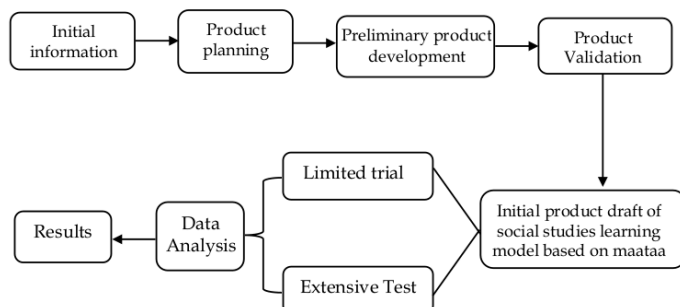 Initial
information
Product
planning
Preliminary product
development
Product
Validation
Limited trial
Initial product draft of
social studies learning
model based on maataa
Results
Data
Analysis
Extensive Test